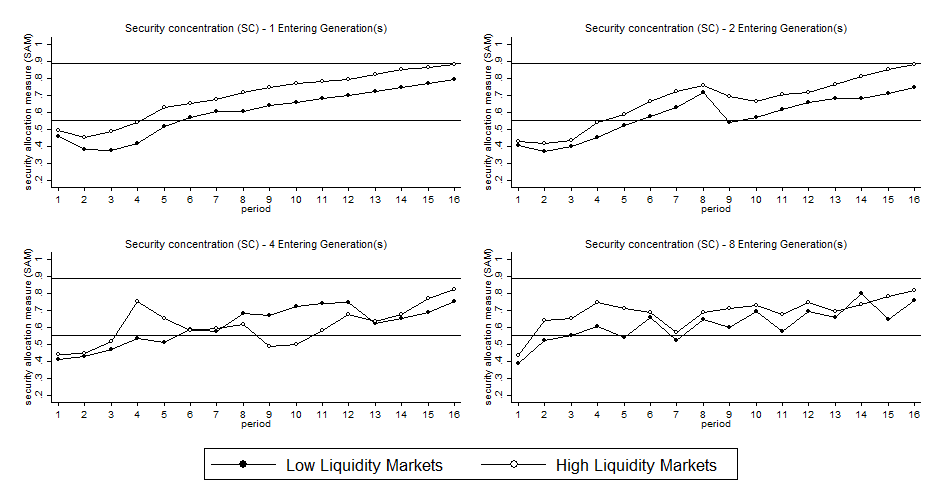 Security concentration (SC) - 1 Entering Generation(s)
security allocation measure (SAM)
.2 .3 .4 .5 .6 .7 .8 .9 1
1 2 3 4 5 6 7 8 9 10 11 12 13 14 15 16
period
Security concentration (SC) - 2 Entering Generation(s)
security allocation measure (SAM)
.2 .3 .4 .5 .6 .7 .8 .9 1
1 2 3 4 5 6 7 8 9 10 11 12 13 14 15 16
period
Security concentration (SC) - 4 Entering Generation(s)
security allocation measure (SAM)
.2 .3 .4 .5 .6 .7 .8 .9 1
1 2 3 4 5 6 7 8 9 10 11 12 13 14 15 16
period
Security concentration (SC) - 8 Entering Generation(s)
security allocation measure (SAM)
.2 .3 .4 .5 .6 .7 .8 .9 1
1 2 3 4 5 6 7 8 9 10 11 12 13 14 15 16
period
Low Liquidity Markets High Liquidity Markets